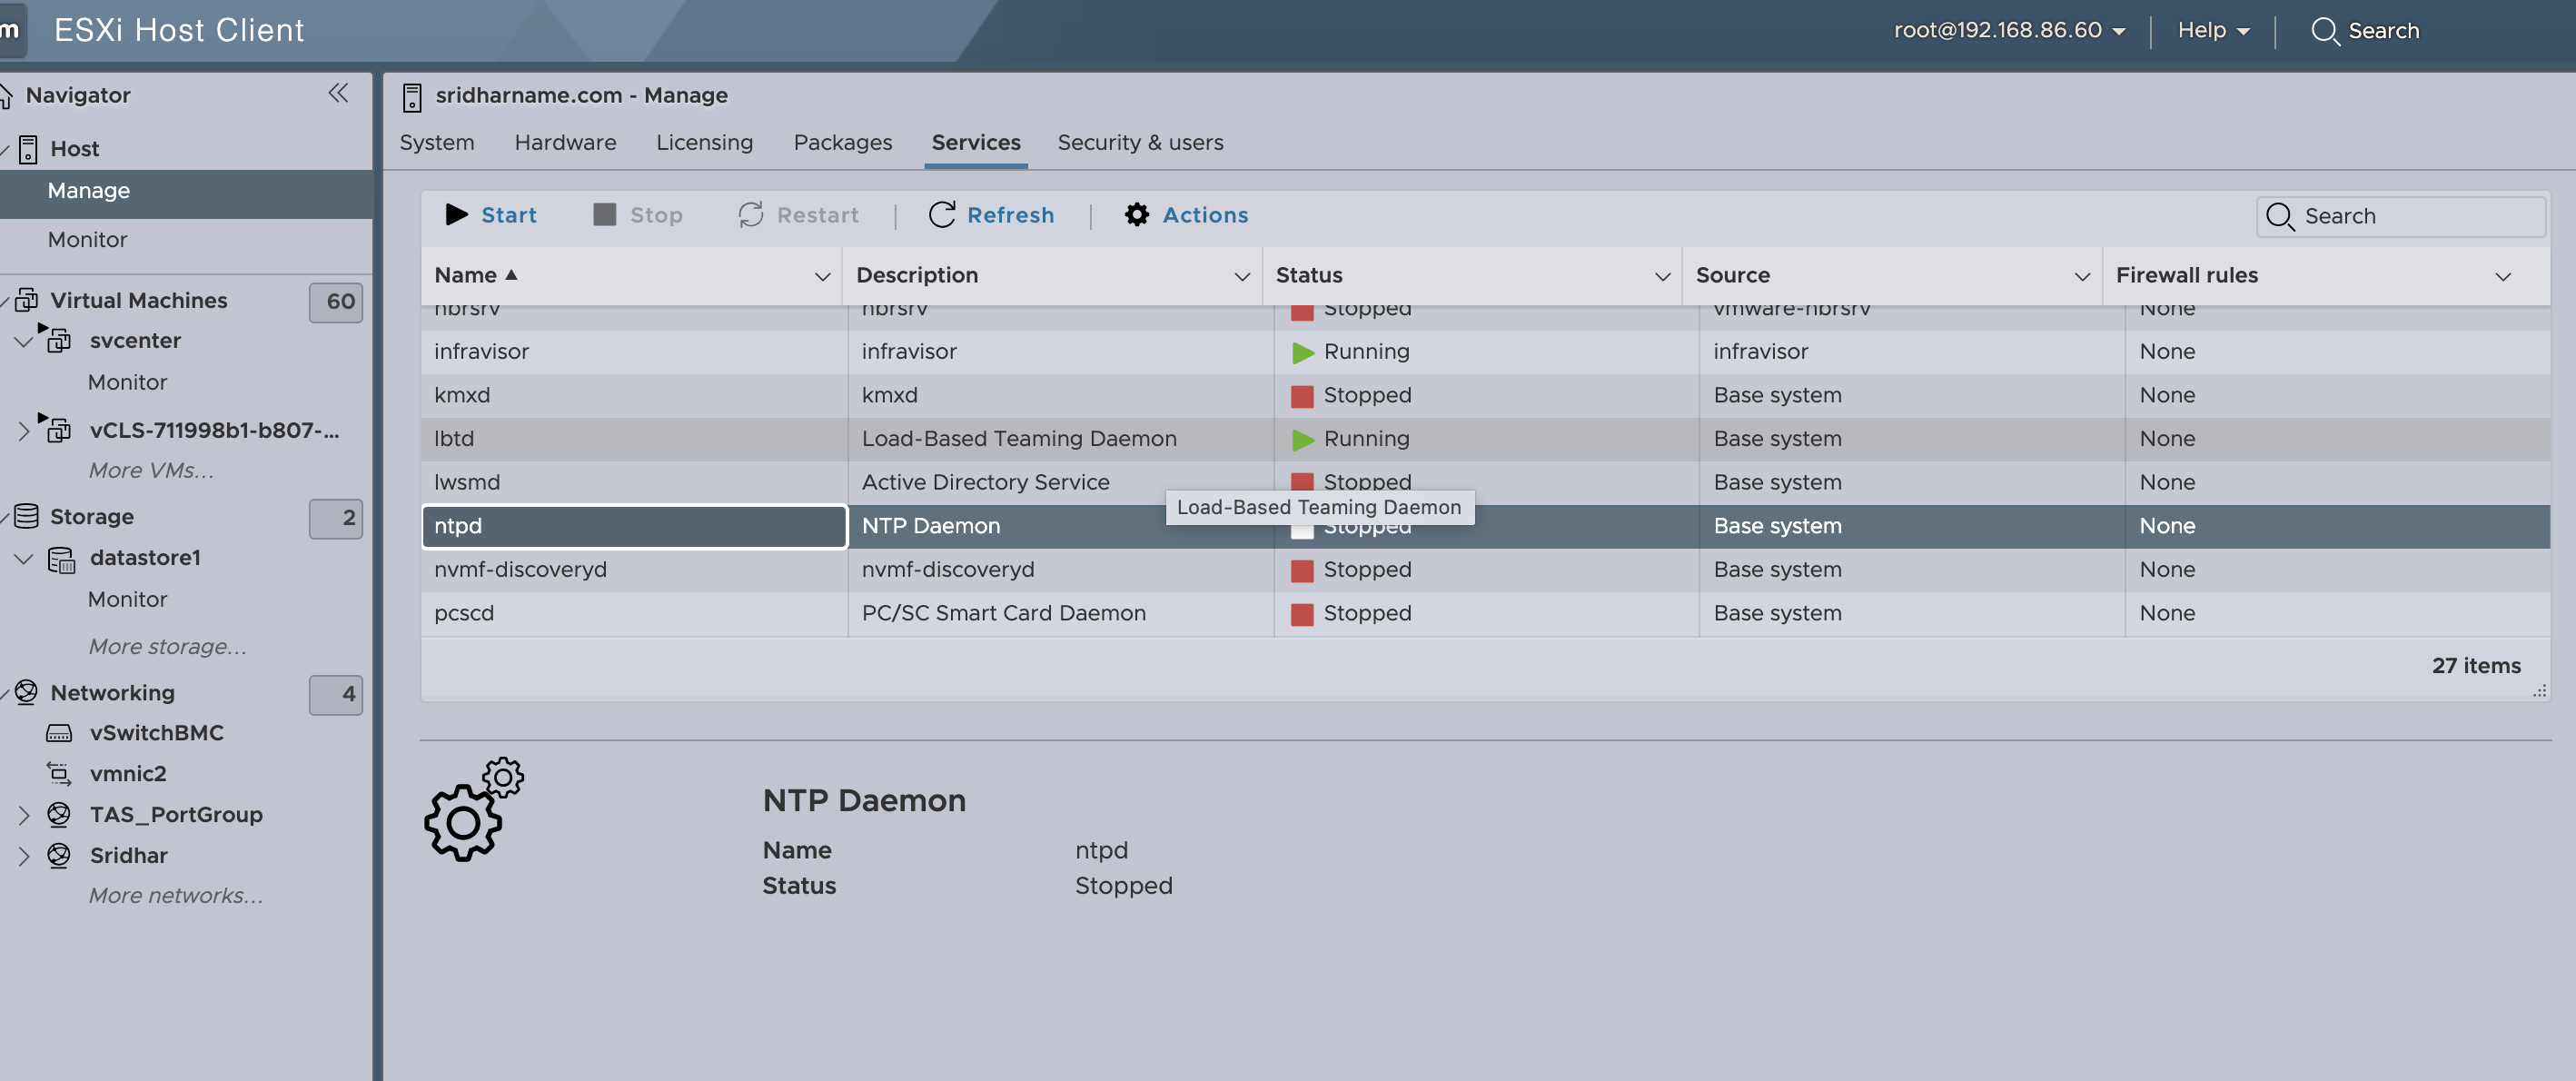 m ESXi Host Client root@192.168.86.60 Help Search
Navigator
Host
Manage
Monitor
Virtual Machines 60
svcenter
Monitor
vCLS-711998b1-b807-...
More VMs...
Storage 2
datastore1
Monitor
More storage...
Networking 4
vSwitchBMC
vmnic2
TAS_PortGroup
Sridhar
More networks...
sridharname.com - Manage
System Hardware Licensing Packages Services Security & users
Start Stop Restart | Refresh | Actions Search
Name Description Status Source Firewall rules
nbrsrv nbrsrv Stopped vmware-nbrsrv None
infravisor infravisor Running infravisor None
kmxd kmxd Stopped Base system None
lbtd Load-Based Teaming Daemon Running Base system None
lwsmd Active Directory Service Stopped Base system None
Load-Based Teaming Daemon
ntpd NTP Daemon Stopped Base system None
nvmf-discoveryd nvmf-discoveryd Stopped Base system None
pcscd PC/SC Smart Card Daemon Stopped Base system None
27 items
NTP Daemon
Name ntpd
Status Stopped